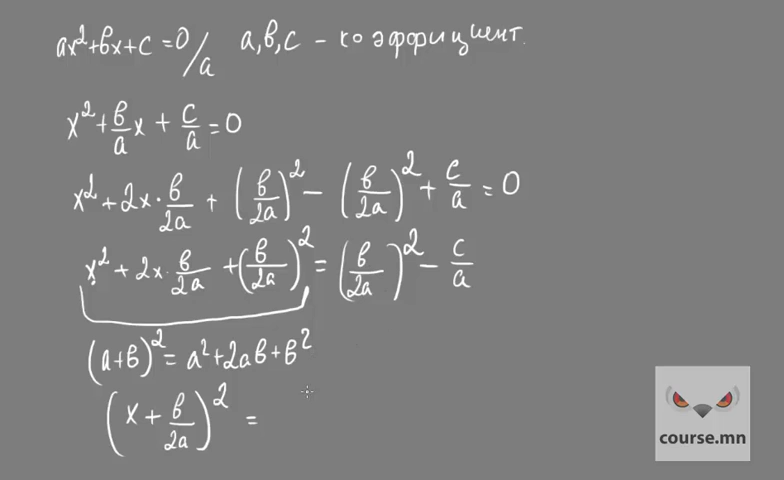 ax²+bx+c=0/a a,b,c – коэффициент.
x²+b/a x + c/a = 0
x²+2x·b/2a + (b/2a)² − (b/2a)² + c/a = 0
x²+2x·b/2a +(b/2a)² = (b/2a)² − c/a
(a+b)² = a²+2ab+b²
(x+b/2a)² =
course.mn